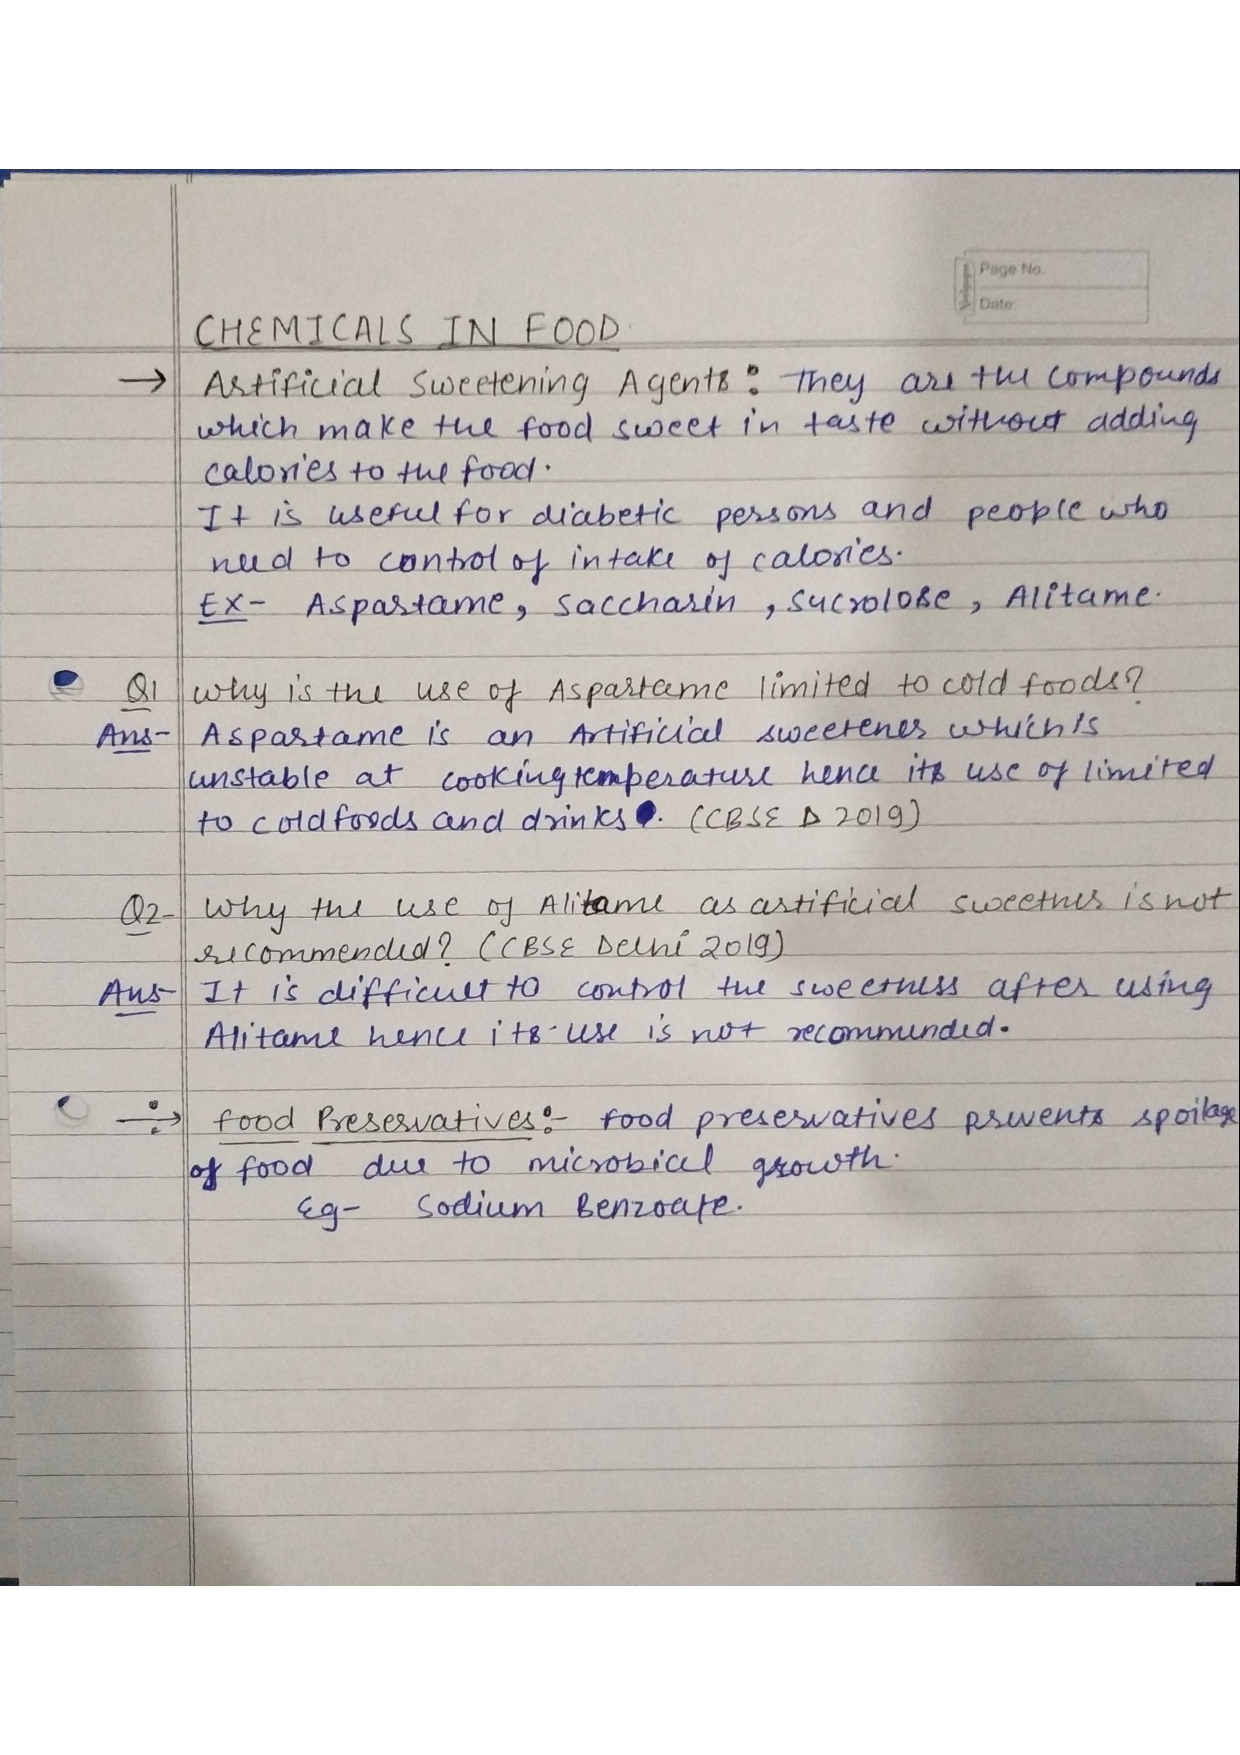 Page No.
Date:
CHEMICALS IN FOOD
→ Artificial Sweetening Agents : They are the compounds
which make the food sweet in taste without adding
calories to the food.
It is useful for diabetic persons and people who
need to control of intake of calories.
Ex- Aspartame, Saccharin, Sucrolose, Alitame.
Q1 Why is the use of Aspartame limited to cold foods?
Ans- Aspartame is an Artificial sweetener which is
unstable at cooking temperature hence its use of limited
to cold foods and drinks. (CBSE D 2019)
Q2- Why the use of Alitame as artificial sweetner is not
recommended? (CBSE Delhi 2019)
Ans- It is difficult to control the sweetness after using
Alitame hence its use is not recommended.
→ food Preservatives:- food preservatives prevents spoilage
of food due to microbical growth.
Eg- Sodium Benzoate.